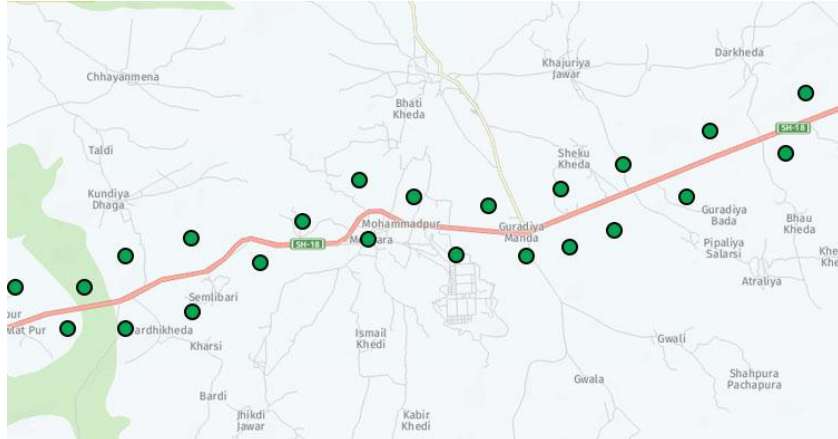 Darkheda
Khajuriya
Jawar
Chhayanmena
Bhati
Kheda
SH-18
Taldi
Sheku
Kheda
Kundiya
Dhaga
Guradiya
Bada
Mohammadpur
Bhau
Kheda
Guradiya
Manda
SH-18
Pipaliya
Salarsi
Atraliya
Semlibari
Ismail
Khedi
Kharsi
Gwali
Shahpura
Pachapura
Gwala
Bardi
Jhikdi
Jawar
Kabir
Khedi